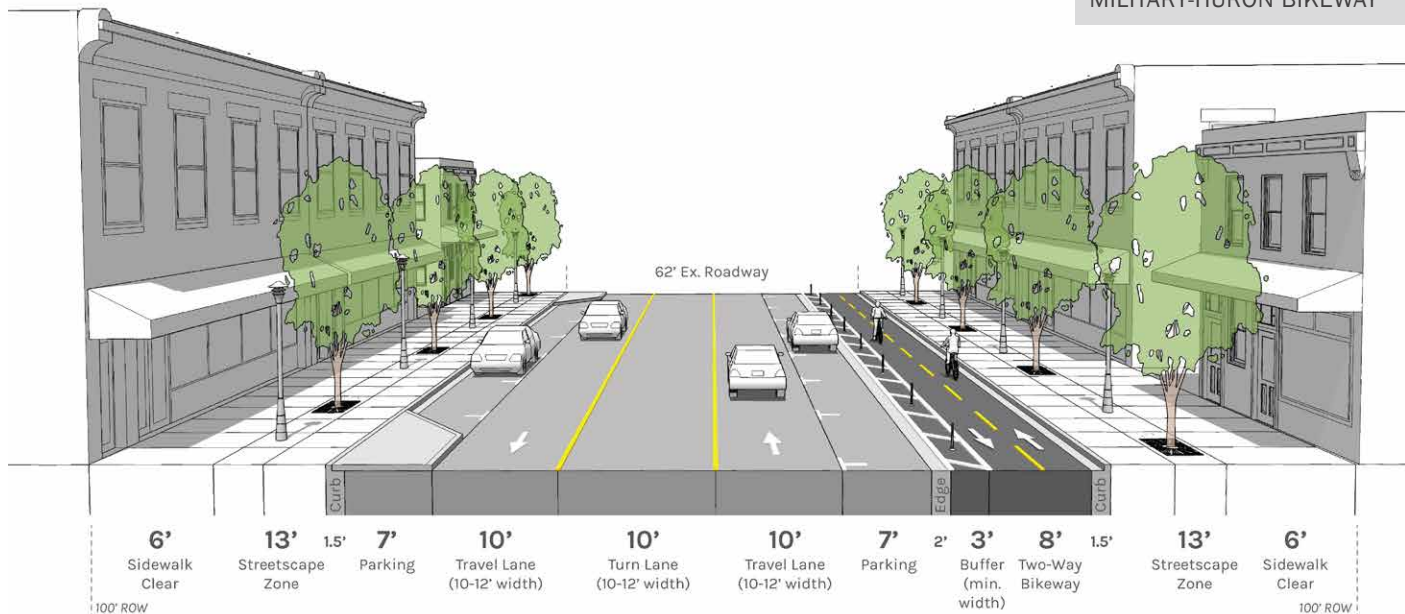 MILITARY-HURON BIKEWAY
62' Ex. Roadway
Curb
Edge
Curb
6'
Sidewalk
Clear
13'
Streetscape
Zone
1.5'
7'
Parking
10'
Travel Lane
(10-12' width)
10'
Turn Lane
(10-12' width)
10'
Travel Lane
(10-12' width)
7'
Parking
2'
3'
Buffer
(min.
width)
8'
Two-Way
Bikeway
1.5'
13'
Streetscape
Zone
6'
Sidewalk
Clear
100' ROW
100' ROW